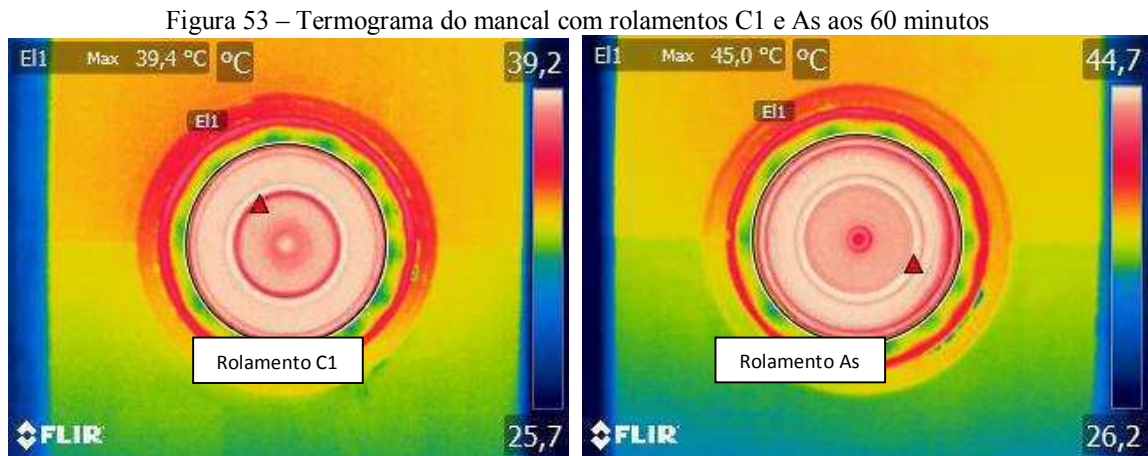 Figura 53 – Termograma do mancal com rolamentos C1 e As aos 60 minutos
El1 Max 39,4 °C °C 39,2
El1
Rolamento C1
FLIR 25,7
El1 Max 45,0 °C °C 44,7
El1
Rolamento As
FLIR 26,2